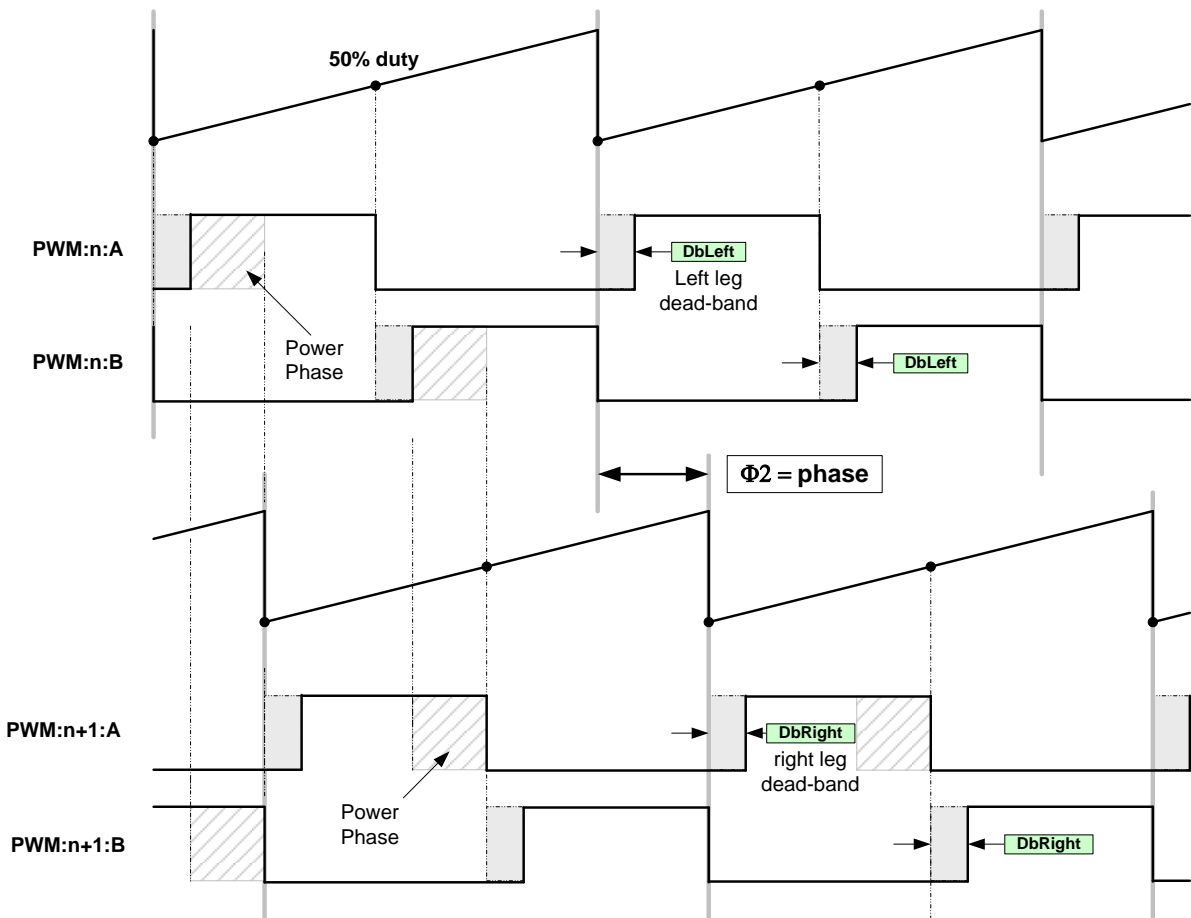 50% duty
PWM:n:A
DbLeft
Left leg
dead-band
Power
Phase
PWM:n:B
DbLeft
Φ2 = phase
PWM:n+1:A
DbRight
right leg
dead-band
Power
Phase
PWM:n+1:B
DbRight